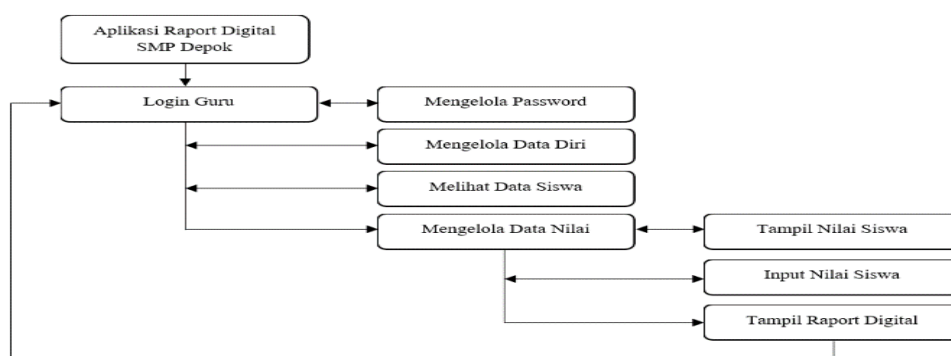 Aplikasi Raport Digital
SMP Depok
Login Guru
Mengelola Password
Mengelola Data Diri
Melihat Data Siswa
Mengelola Data Nilai
Tampil Nilai Siswa
Input Nilai Siswa
Tampil Raport Digital